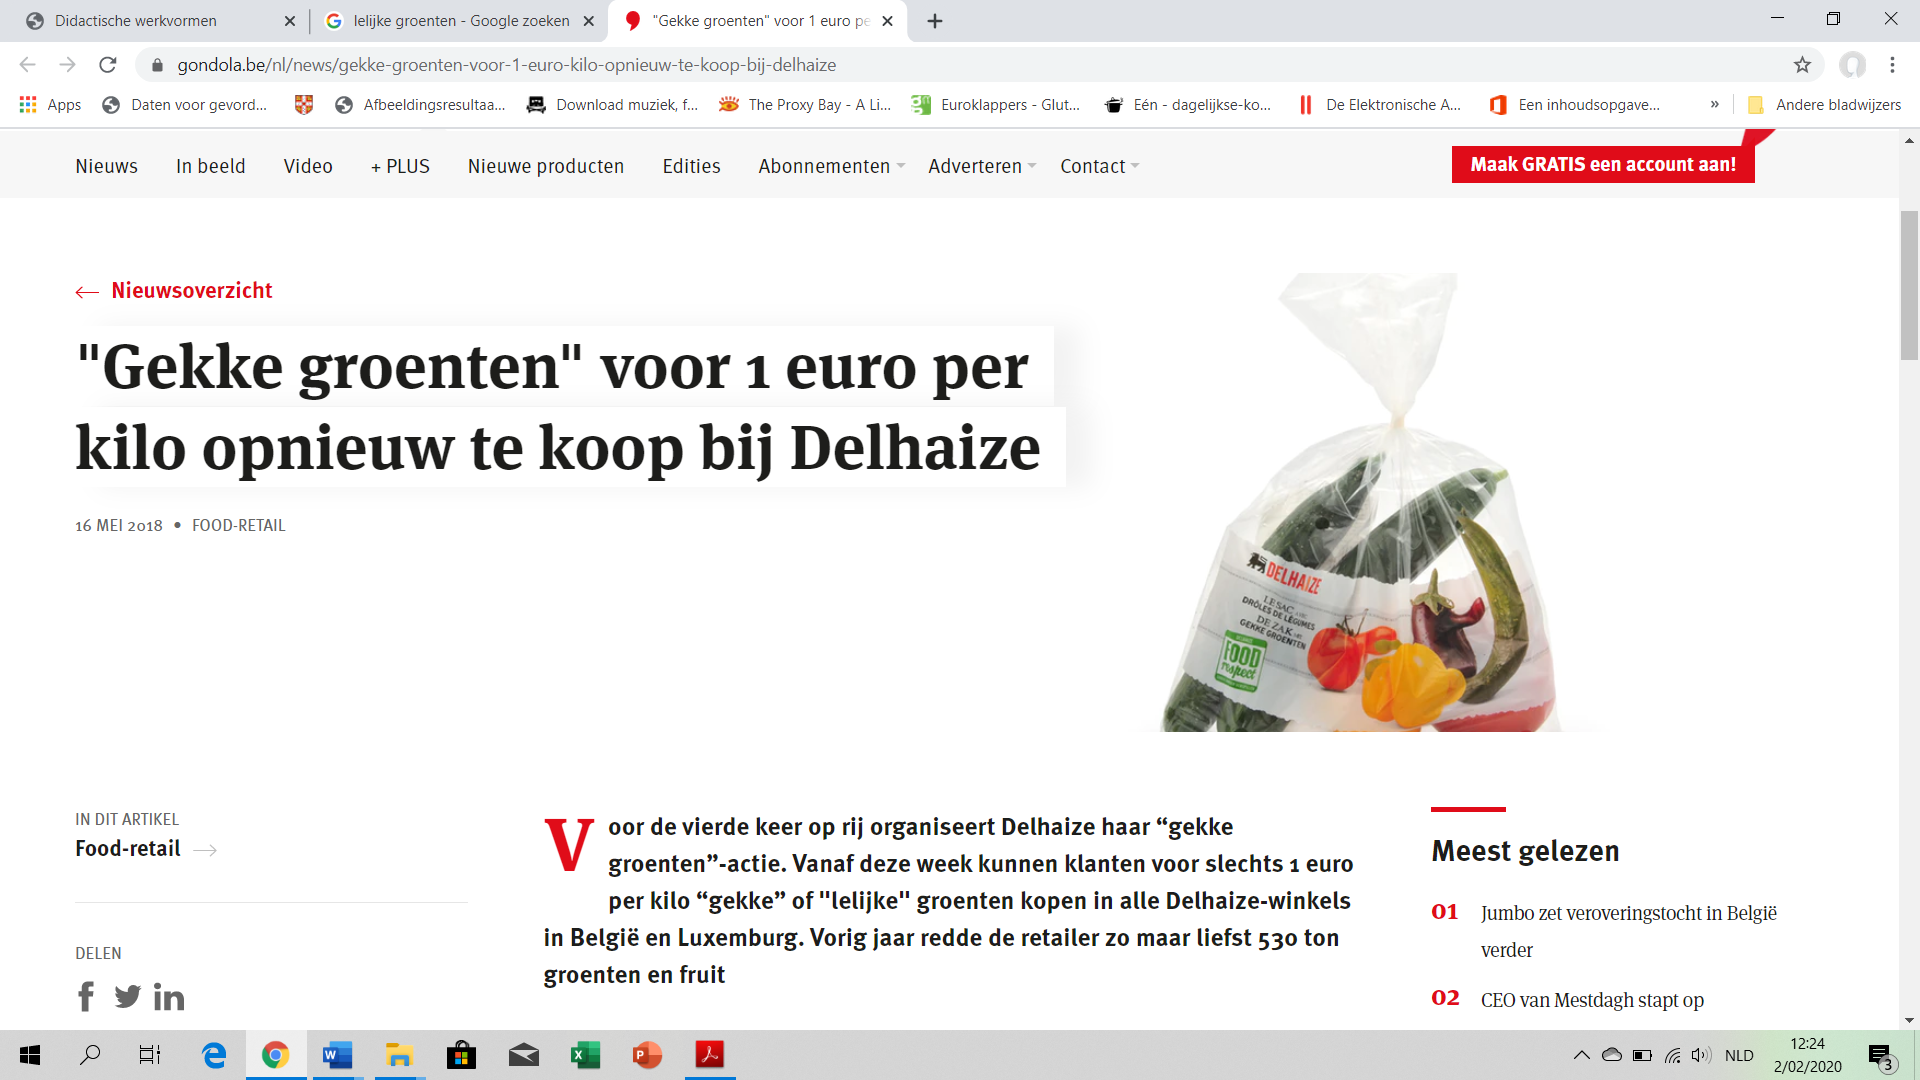 Didactische werkvormen
lelijke groenten - Google zoeken
"Gekke groenten" voor 1 euro pe
gondola.be/nl/news/gekke-groenten-voor-1-euro-kilo-opnieuw-te-koop-bij-delhaize
Apps
Daten voor gevord...
Afbeeldingsresultaa...
Download muziek, f...
The Proxy Bay - A Li...
Euroklappers - Glut...
Eén - dagelijkse-ko...
De Elektronische A...
Een inhoudsopgave...
»
Andere bladwijzers
Nieuws
In beeld
Video
+ PLUS
Nieuwe producten
Edities
Abonnementen
Adverteren
Contact
Maak GRATIS een account aan!
Nieuwsoverzicht
"Gekke groenten" voor 1 euro per
kilo opnieuw te koop bij Delhaize
16 MEI 2018 • FOOD-RETAIL
DELHAIZE
LE SAC
DRÔLES DE LÉGUMES
DE ZAK
GEKKE GROENTEN
FOOD
respect
IN DIT ARTIKEL
Food-retail
DELEN
Voor de vierde keer op rij organiseert Delhaize haar “gekke
groenten”-actie. Vanaf deze week kunnen klanten voor slechts 1 euro
per kilo “gekke” of "lelijke" groenten kopen in alle Delhaize-winkels
in België en Luxemburg. Vorig jaar redde de retailer zo maar liefst 530 ton
groenten en fruit
Meest gelezen
01 Jumbo zet veroveringstocht in België
verder
02 CEO van Mestdagh stapt op
NLD
12:24
2/02/2020
3